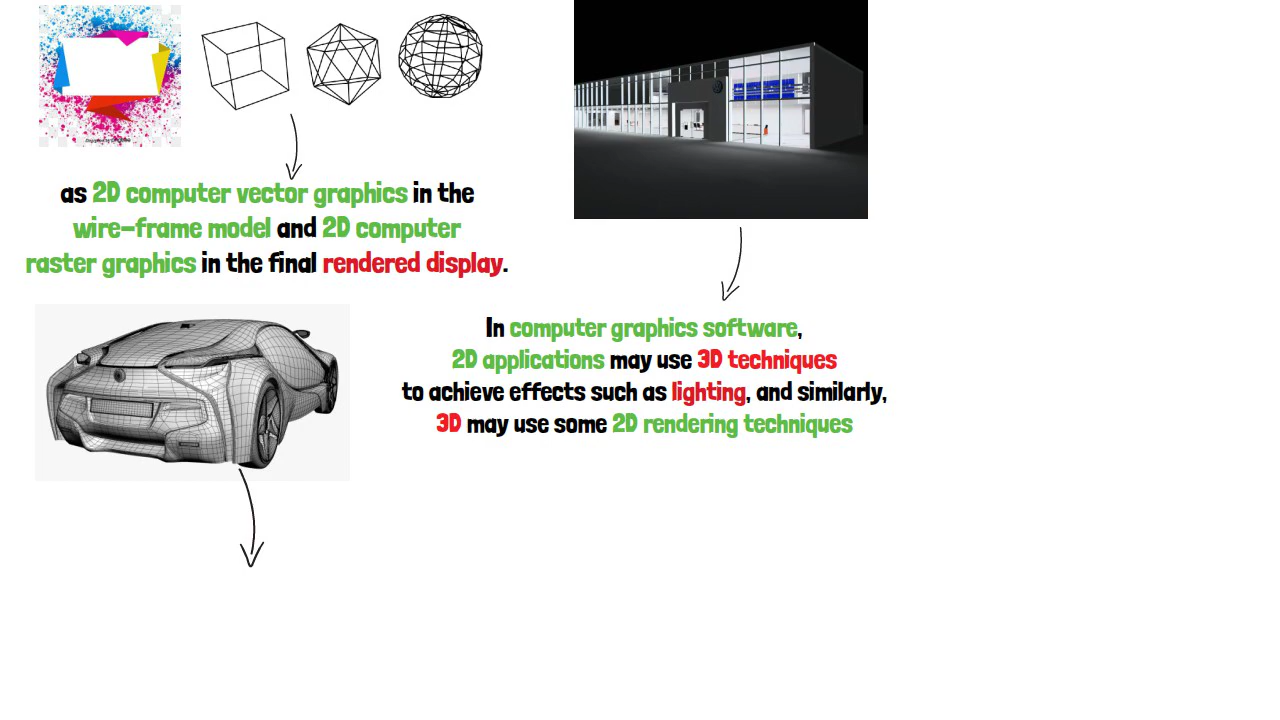 as 2D computer vector graphics in the
wire-frame model and 2D computer
raster graphics in the final rendered display.
In computer graphics software,
2D applications may use 3D techniques
to achieve effects such as lighting, and similarly,
3D may use some 2D rendering techniques